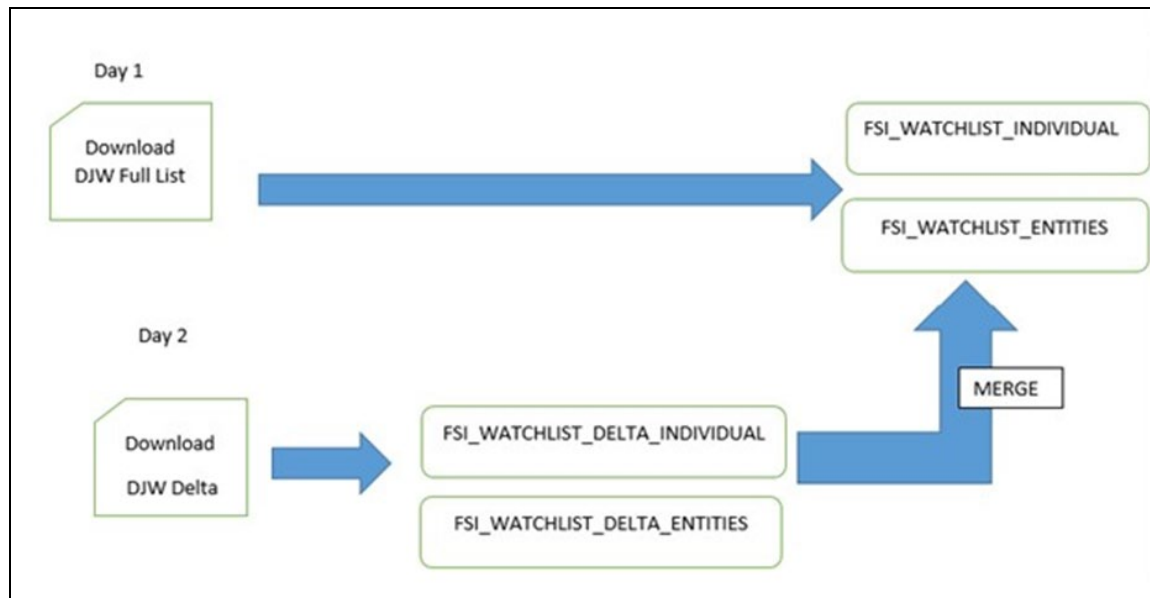 Day 1
Download
DJW Full List
FSI_WATCHLIST_INDIVIDUAL
FSI_WATCHLIST_ENTITIES
Day 2
Download
DJW Delta
FSI_WATCHLIST_DELTA_INDIVIDUAL
FSI_WATCHLIST_DELTA_ENTITIES
MERGE